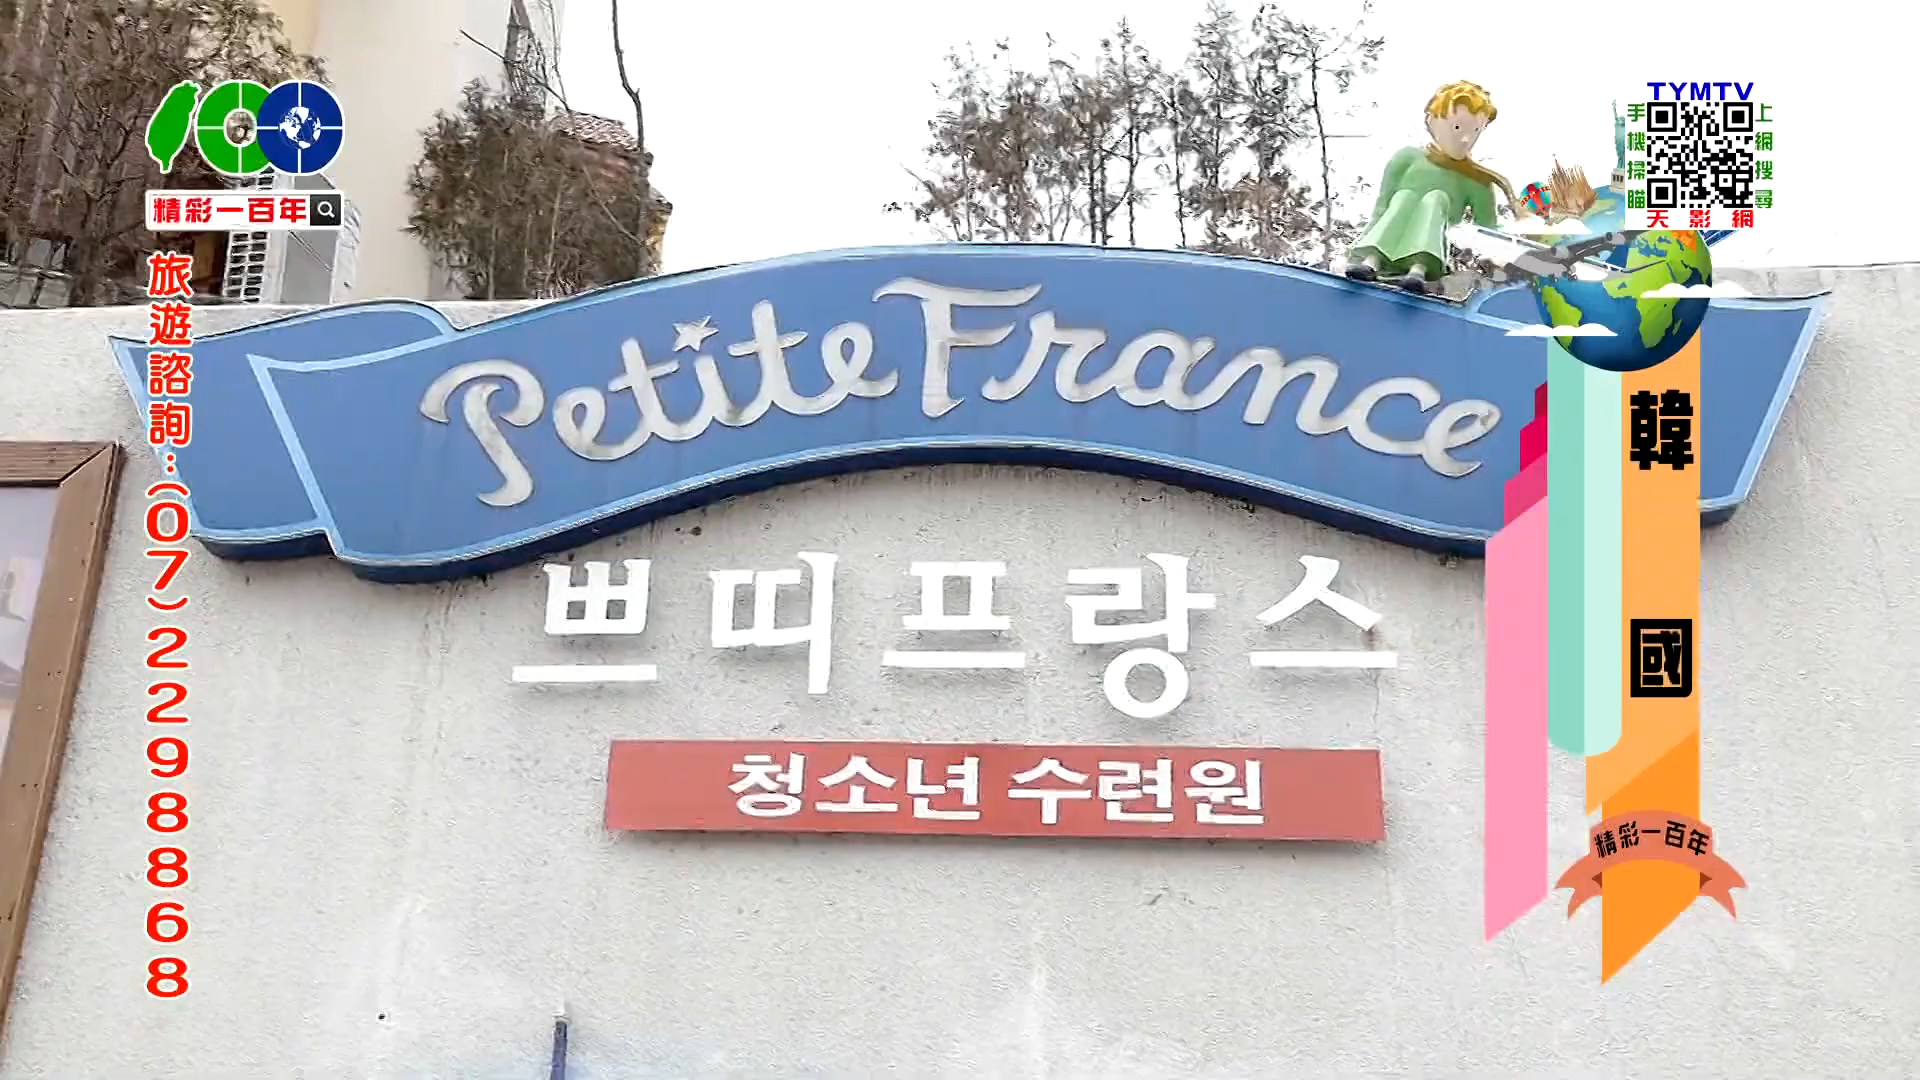 精彩一百年
旅遊諮詢:(07)2298868
Petite France
쁘띠프랑스
청소년 수련원
TYMTV
手機掃瞄
上網搜尋
天影網
韓國
精彩一百年